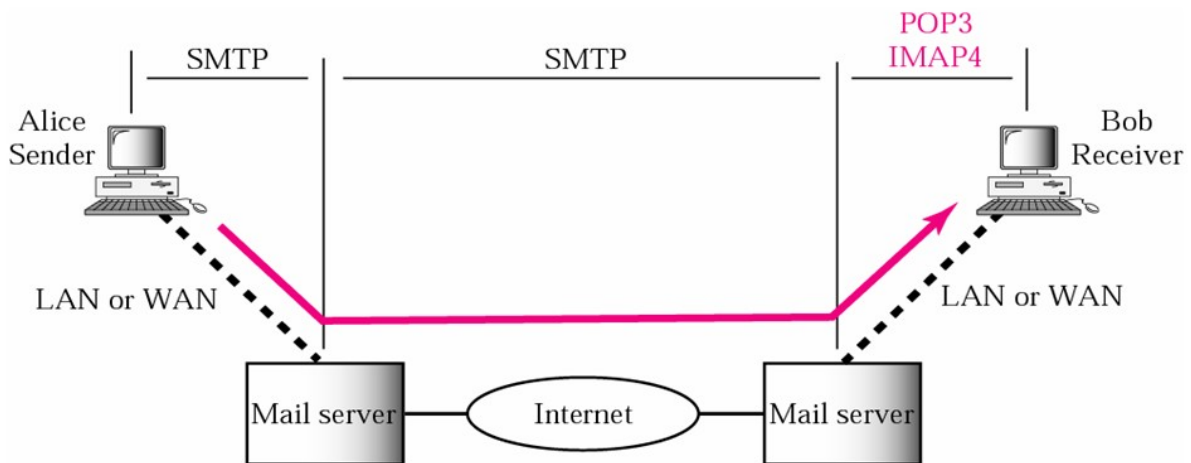 POP3
SMTP
SMTP
IMAP4
Alice
Sender
Bob
Receiver
LAN or WAN
LAN or WAN
Mail server
Internet
Mail server